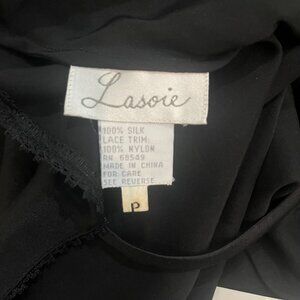 Lasoie
100% SILK
LACE TRIM:
100% NYLON
RN 68549
MADE IN CHINA
FOR CARE
SEE REVERSE
P